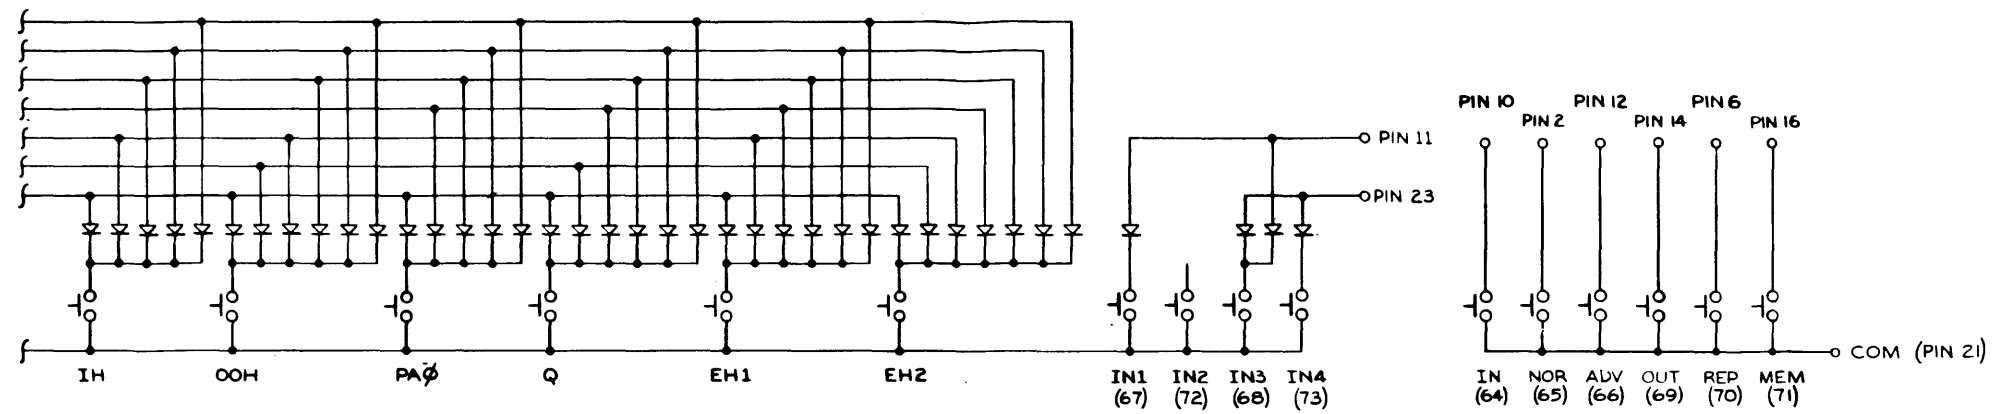 PIN 10
PIN 12
PIN 6
PIN 2
PIN 14
PIN 16
PIN 11
PIN 23
COM (PIN 21)
IH
OOH
PAØ
Q
EH1
EH2
IN1
(67)
IN2
(72)
IN3
(68)
IN4
(73)
IN
(64)
NOR
(65)
ADV
(66)
OUT
(69)
REP
(70)
MEM
(71)